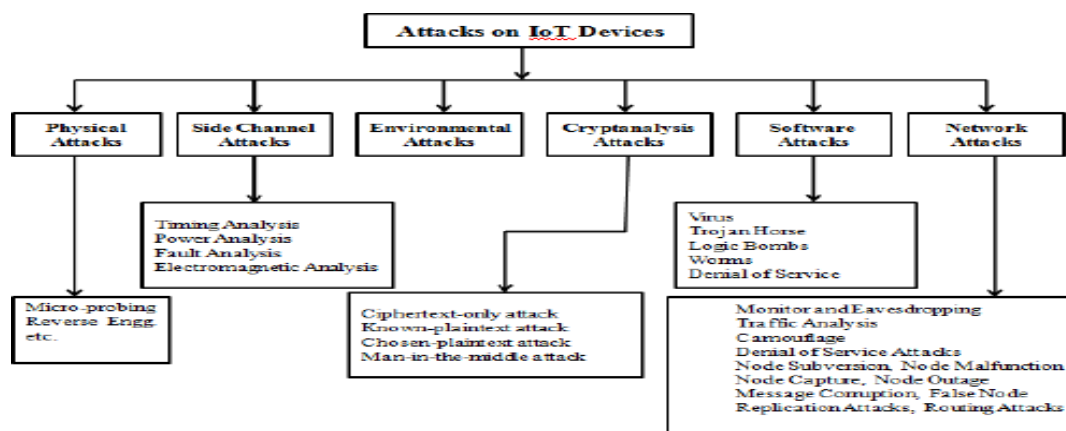 Attacks on IoT Devices
Physical
Attacks
Side Channel
Attacks
Environmental
Attacks
Cryptanalysis
Attacks
Software
Attacks
Network
Attacks
Timing Analysis
Power Analysis
Fault Analysis
Electromagnetic Analysis
Virus
Trojan Horse
Logic Bombs
Worms
Denial of Service
Micro-probing
Reverse Engg.
etc.
Ciphertext-only attack
Known-plaintext attack
Chosen-plaintext attack
Man-in-the-middle attack
Monitor and Eavesdropping
Traffic Analysis
Camouflage
Denial of Service Attacks
Node Subversion, Node Malfunction
Node Capture, Node Outage
Message Corruption, False Node
Replication Attacks, Routing Attacks